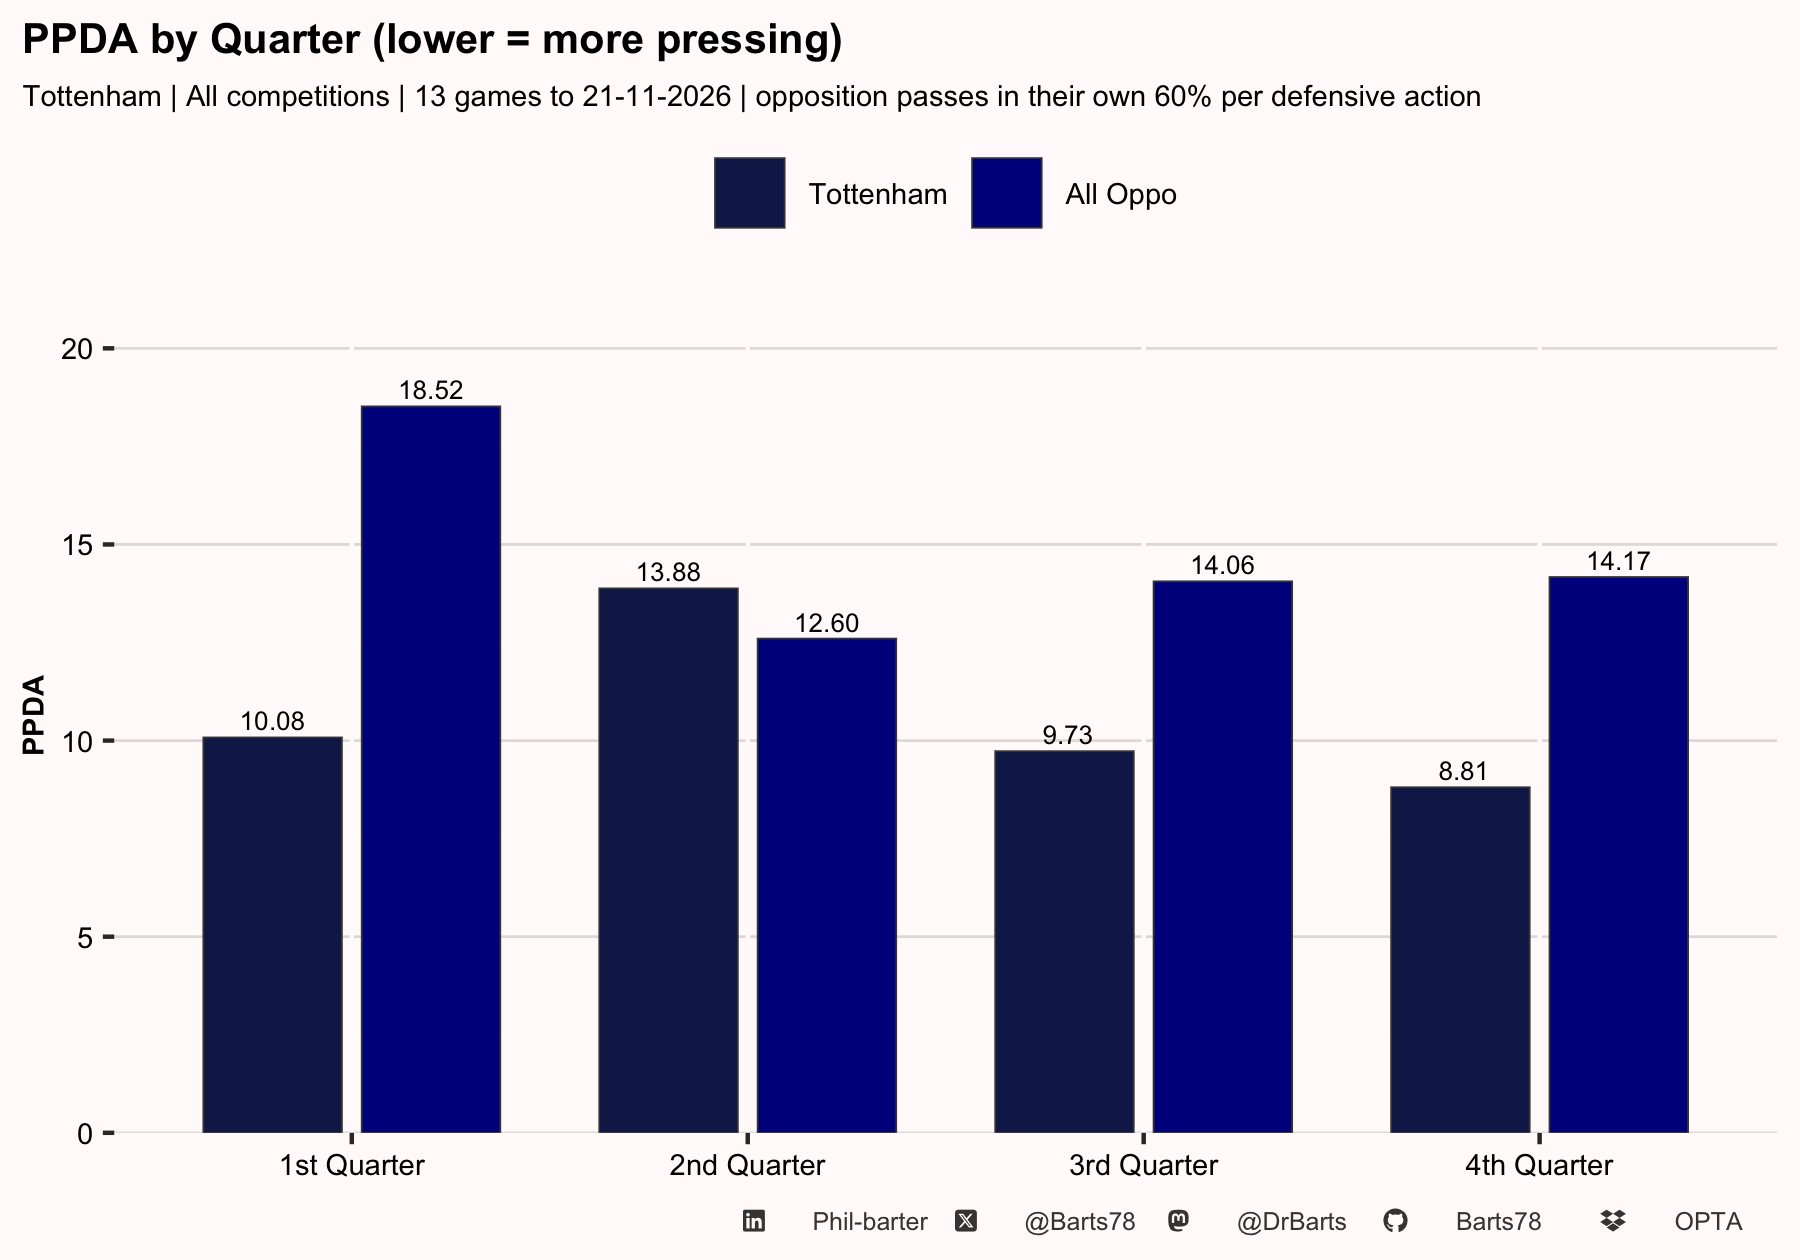 PPDA by Quarter (lower = more pressing)
Tottenham | All competitions | 13 games to 21-11-2026 | opposition passes in their own 60% per defensive action
Tottenham All Oppo
20
18.52
15
14.17
14.06
13.88
12.60
PPDA
10.08
10
9.73
8.81
5
0
1st Quarter 2nd Quarter 3rd Quarter 4th Quarter
Phil-barter @Barts78 @DrBarts Barts78 OPTA